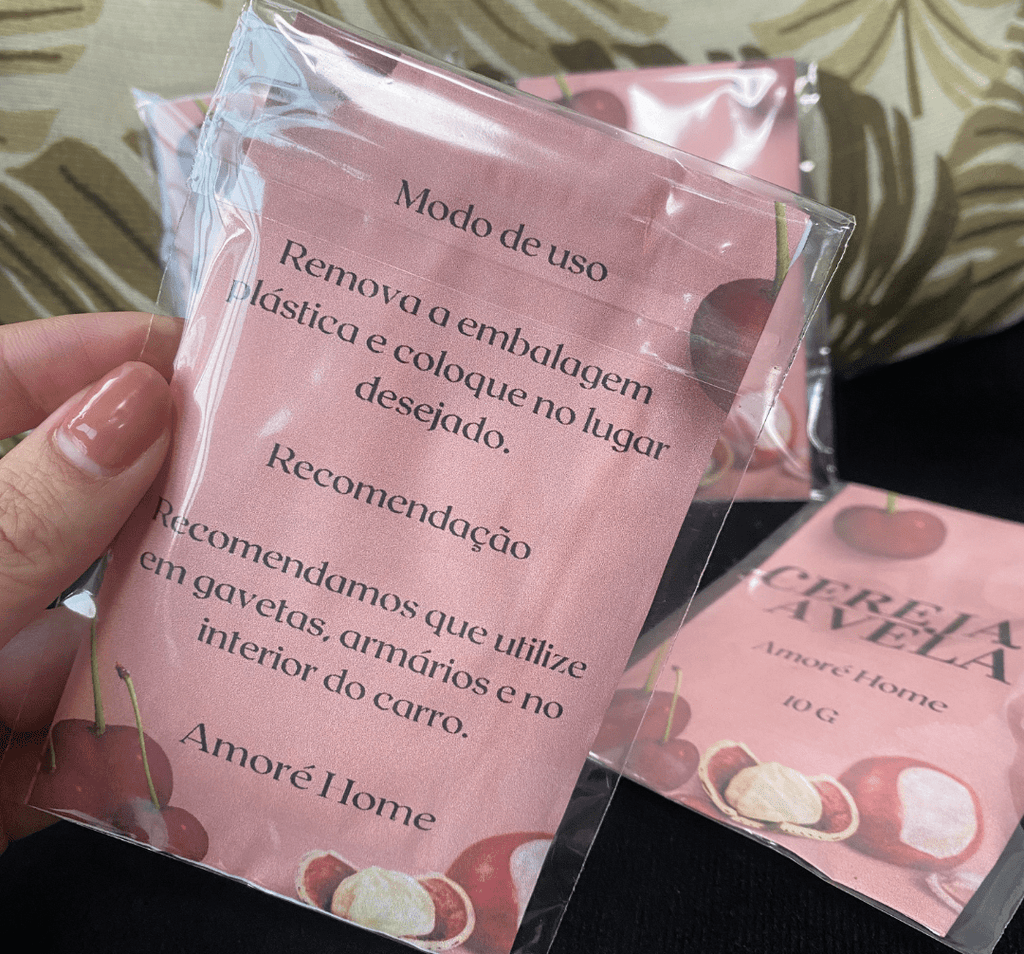 Modo de uso
Remova a embalagem
plástica e coloque no lugar
desejado.
Recomendação
Recomendamos que utilize
em gavetas, armários e no
interior do carro.
Amoré Home
CEREJA
AVELA
Amoré Home
10 G